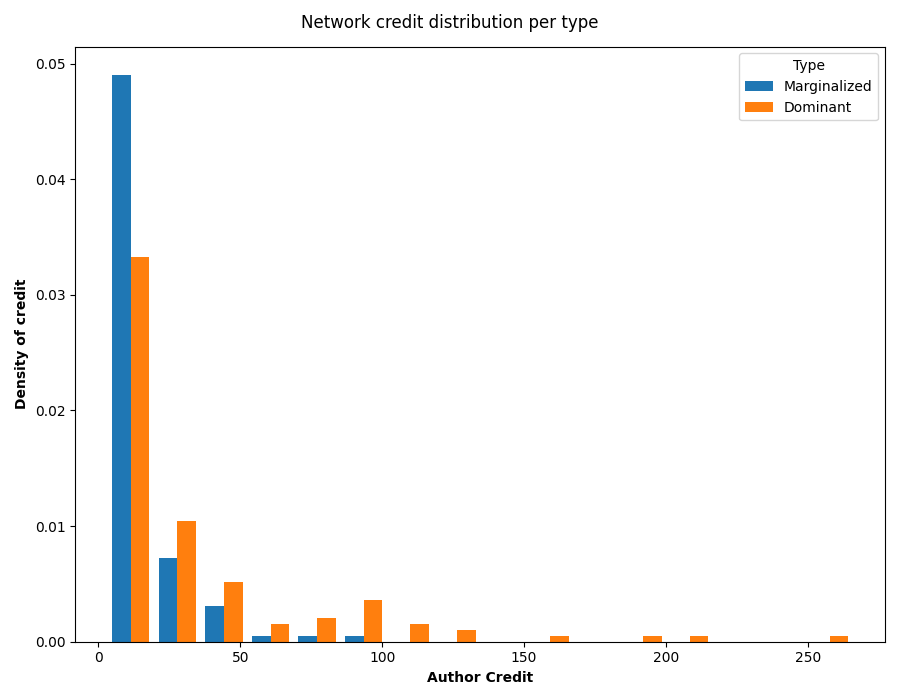 Network credit distribution per type
Type
Marginalized
Dominant
Density of credit
0.05
0.04
0.03
0.02
0.01
0.00
0 50 100 150 200 250
Author Credit